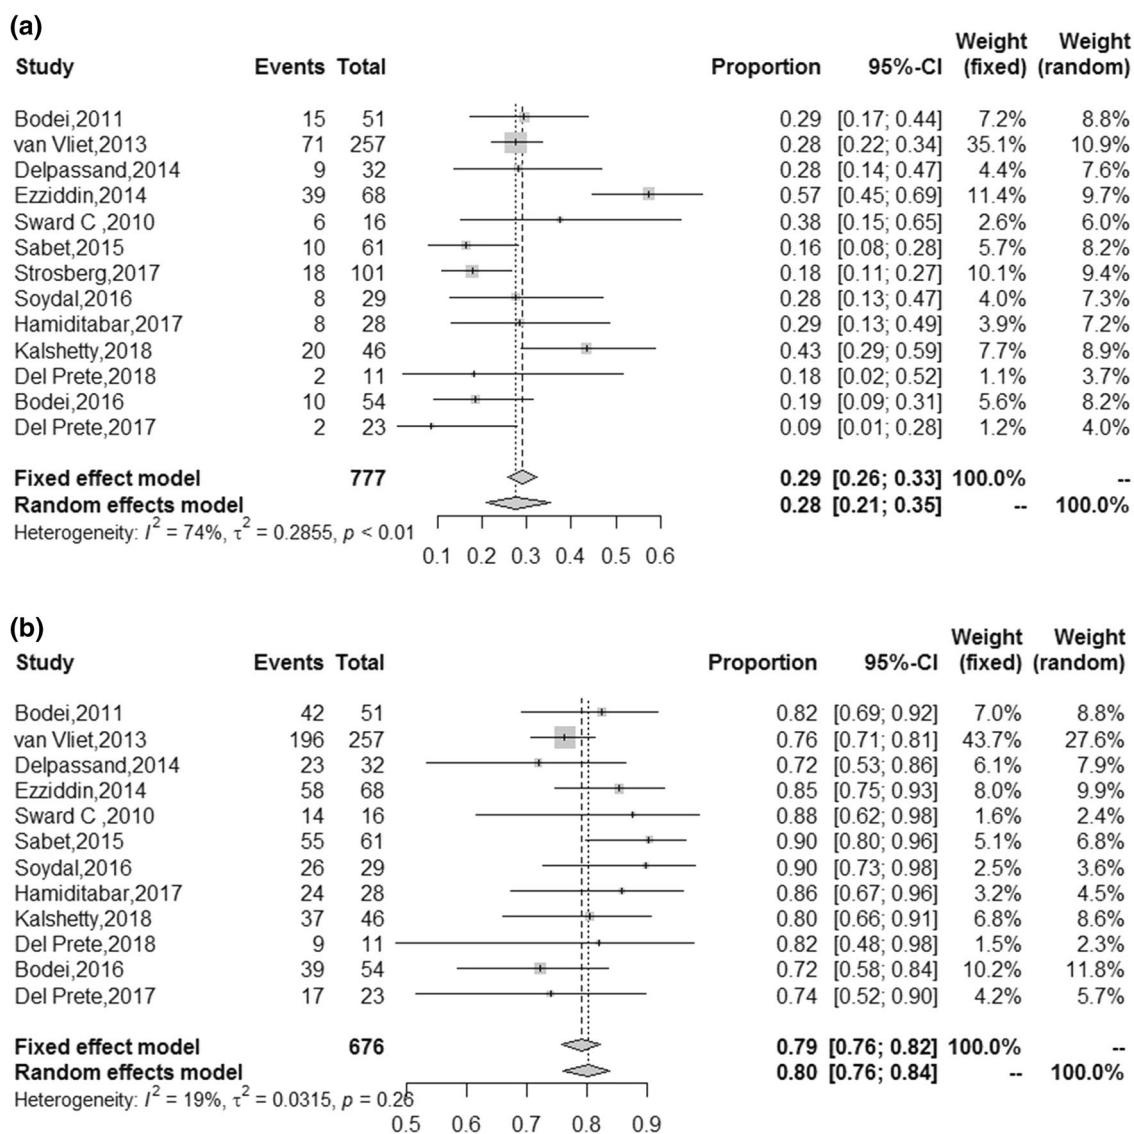 (a)
Weight Weight
Study Events Total Proportion 95%-CI (fixed) (random)
Bodei,2011 15 51 0.29 [0.17; 0.44] 7.2% 8.8%
van Vliet,2013 71 257 0.28 [0.22; 0.34] 35.1% 10.9%
Delpassand,2014 9 32 0.28 [0.14; 0.47] 4.4% 7.6%
Ezziddin,2014 39 68 0.57 [0.45; 0.69] 11.4% 9.7%
Sward C ,2010 6 16 0.38 [0.15; 0.65] 2.6% 6.0%
Sabet,2015 10 61 0.16 [0.08; 0.28] 5.7% 8.2%
Strosberg,2017 18 101 0.18 [0.11; 0.27] 10.1% 9.4%
Soydal,2016 8 29 0.28 [0.13; 0.47] 4.0% 7.3%
Hamiditabar,2017 8 28 0.29 [0.13; 0.49] 3.9% 7.2%
Kalshetty,2018 20 46 0.43 [0.29; 0.59] 7.7% 8.9%
Del Prete,2018 2 11 0.18 [0.02; 0.52] 1.1% 3.7%
Bodei,2016 10 54 0.19 [0.09; 0.31] 5.6% 8.2%
Del Prete,2017 2 23 0.09 [0.01; 0.28] 1.2% 4.0%
Fixed effect model 777 0.29 [0.26; 0.33] 100.0% --
Random effects model 0.28 [0.21; 0.35] -- 100.0%
Heterogeneity: I² = 74%, τ² = 0.2855, p < 0.01
0.1 0.2 0.3 0.4 0.5 0.6
(b)
Weight Weight
Study Events Total Proportion 95%-CI (fixed) (random)
Bodei,2011 42 51 0.82 [0.69; 0.92] 7.0% 8.8%
van Vliet,2013 196 257 0.76 [0.71; 0.81] 43.7% 27.6%
Delpassand,2014 23 32 0.72 [0.53; 0.86] 6.1% 7.9%
Ezziddin,2014 58 68 0.85 [0.75; 0.93] 8.0% 9.9%
Sward C ,2010 14 16 0.88 [0.62; 0.98] 1.6% 2.4%
Sabet,2015 55 61 0.90 [0.80; 0.96] 5.1% 6.8%
Soydal,2016 26 29 0.90 [0.73; 0.98] 2.5% 3.6%
Hamiditabar,2017 24 28 0.86 [0.67; 0.96] 3.2% 4.5%
Kalshetty,2018 37 46 0.80 [0.66; 0.91] 6.8% 8.6%
Del Prete,2018 9 11 0.82 [0.48; 0.98] 1.5% 2.3%
Bodei,2016 39 54 0.72 [0.58; 0.84] 10.2% 11.8%
Del Prete,2017 17 23 0.74 [0.52; 0.90] 4.2% 5.7%
Fixed effect model 676 0.79 [0.76; 0.82] 100.0% --
Random effects model 0.80 [0.76; 0.84] -- 100.0%
Heterogeneity: I² = 19%, τ² = 0.0315, p = 0.26
0.5 0.6 0.7 0.8 0.9